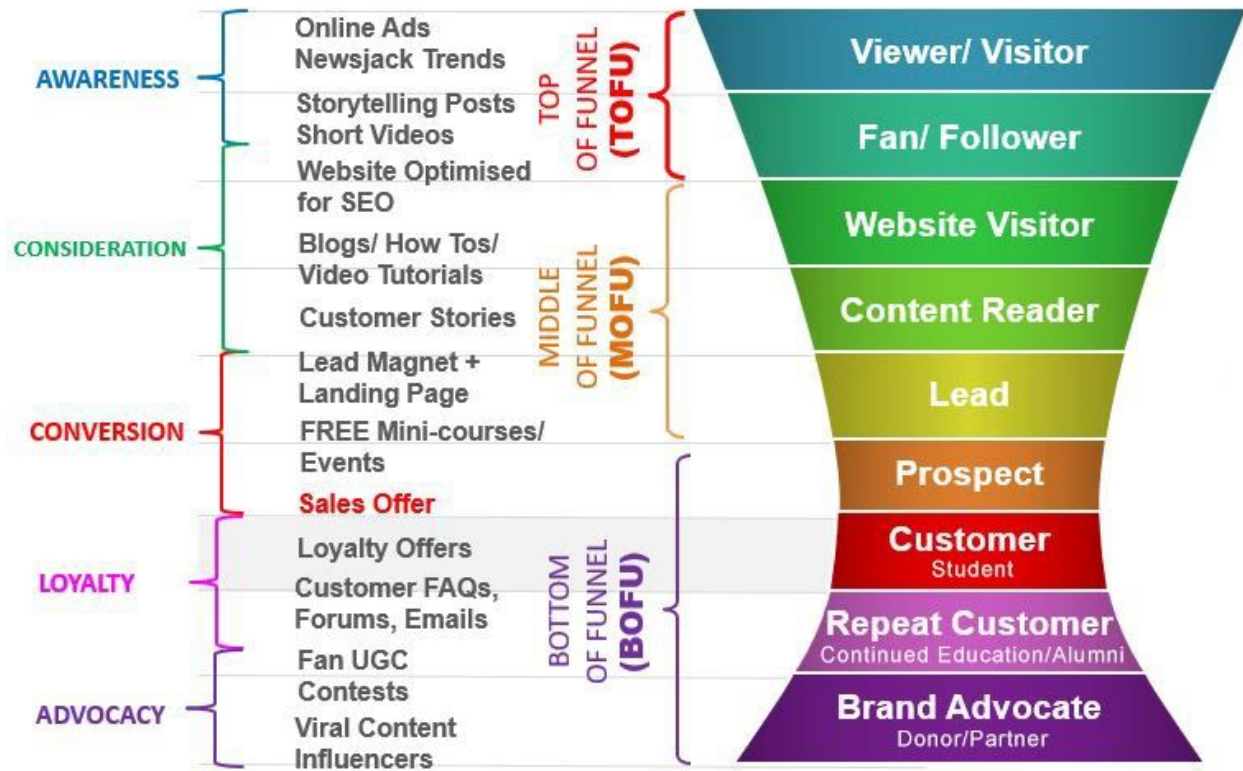 AWARENESS
Online Ads
Newsjack Trends
Storytelling Posts
Short Videos
CONSIDERATION
Website Optimised
for SEO
Blogs/ How Tos/
Video Tutorials
Customer Stories
CONVERSION
Lead Magnet +
Landing Page
FREE Mini-courses/
Events
Sales Offer
LOYALTY
Loyalty Offers
Customer FAQs,
Forums, Emails
ADVOCACY
Fan UGC
Contests
Viral Content
Influencers
TOP
OF FUNNEL
(TOFU)
MIDDLE
OF FUNNEL
(MOFU)
BOTTOM
OF FUNNEL
(BOFU)
Viewer/ Visitor
Fan/ Follower
Website Visitor
Content Reader
Lead
Prospect
Customer
Student
Repeat Customer
Continued Education/Alumni
Brand Advocate
Donor/Partner